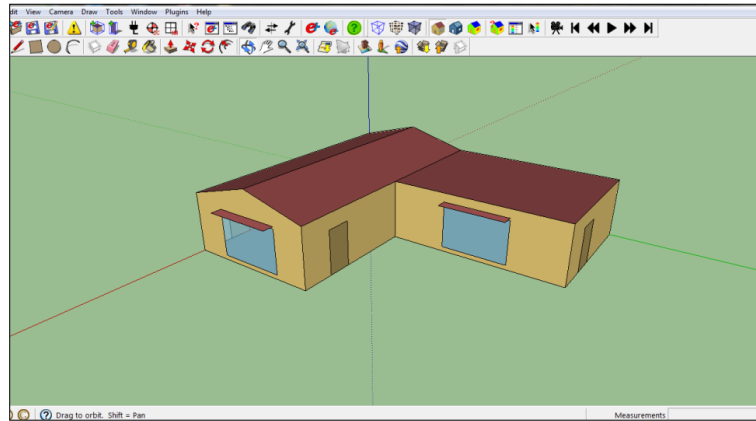 dit View Camera Draw Tools Window Plugins Help
Drag to orbit. Shift = Pan
Measurements